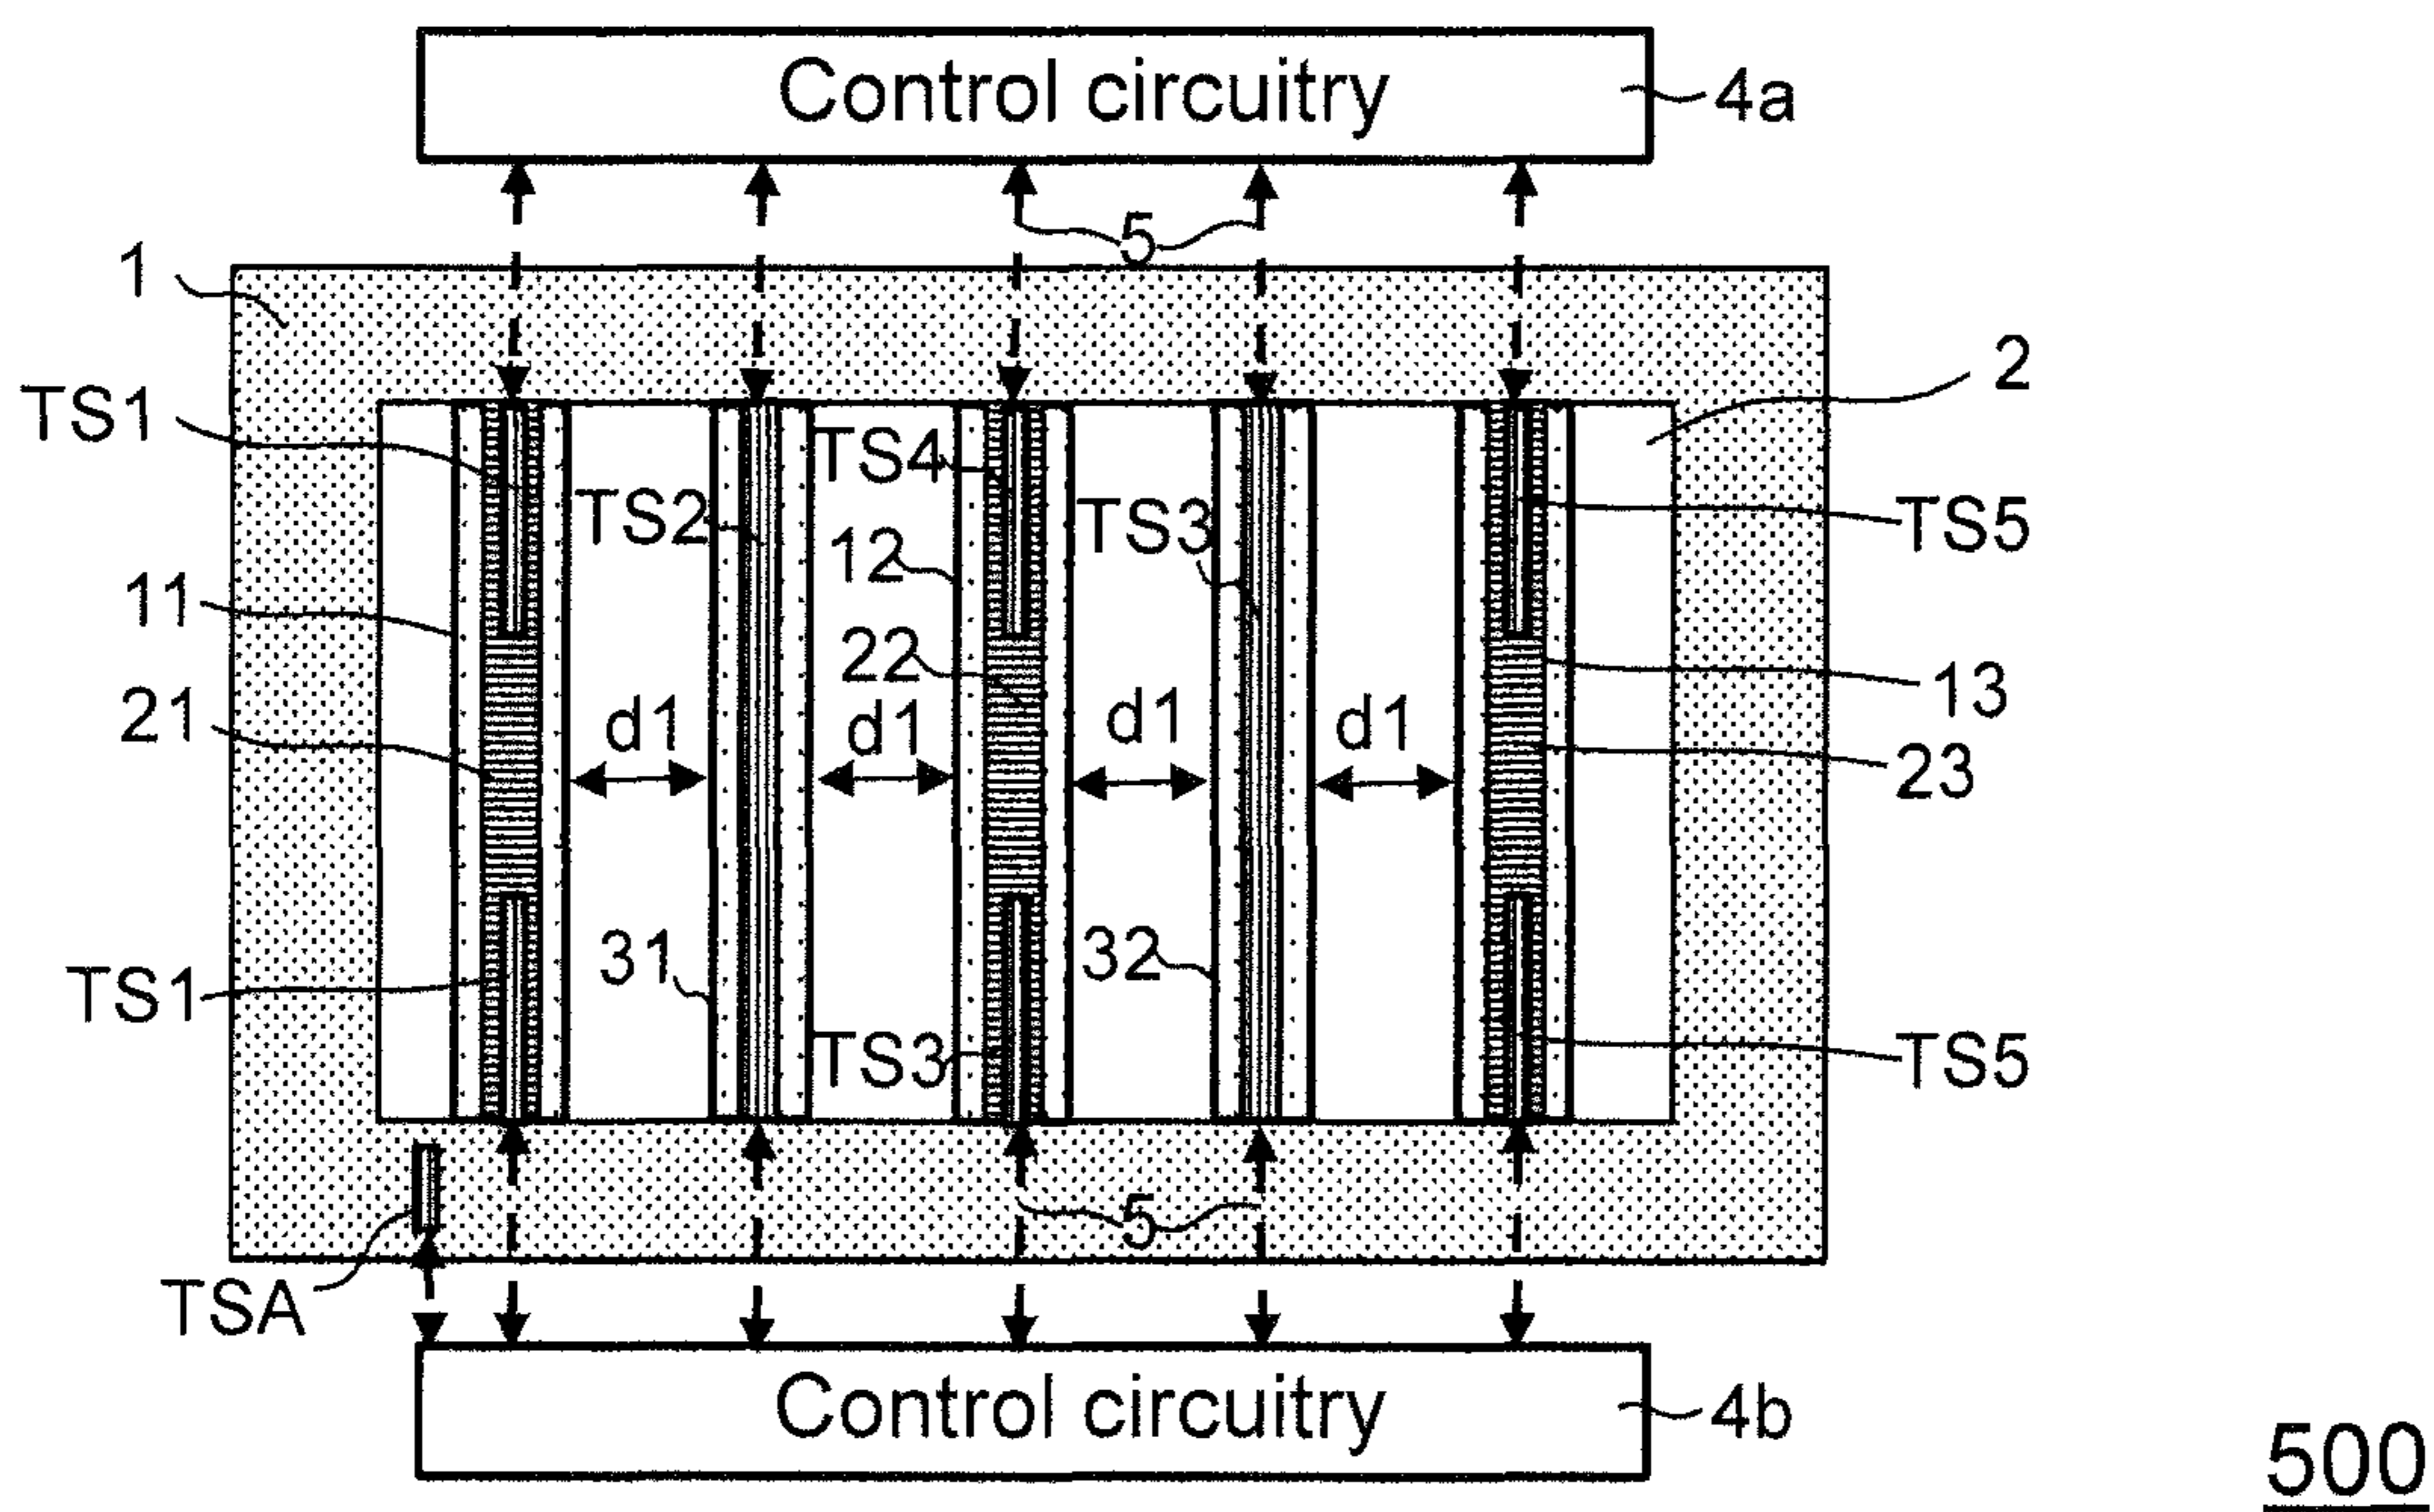 Control circuitry
4a
5
1
2
TS1
TS4
TS2
TS3
TS5
12
11
22
13
21
d1
d1
d1
d1
23
31
32
TS1
TS3
TS5
5
TSA
Control circuitry
4b
500